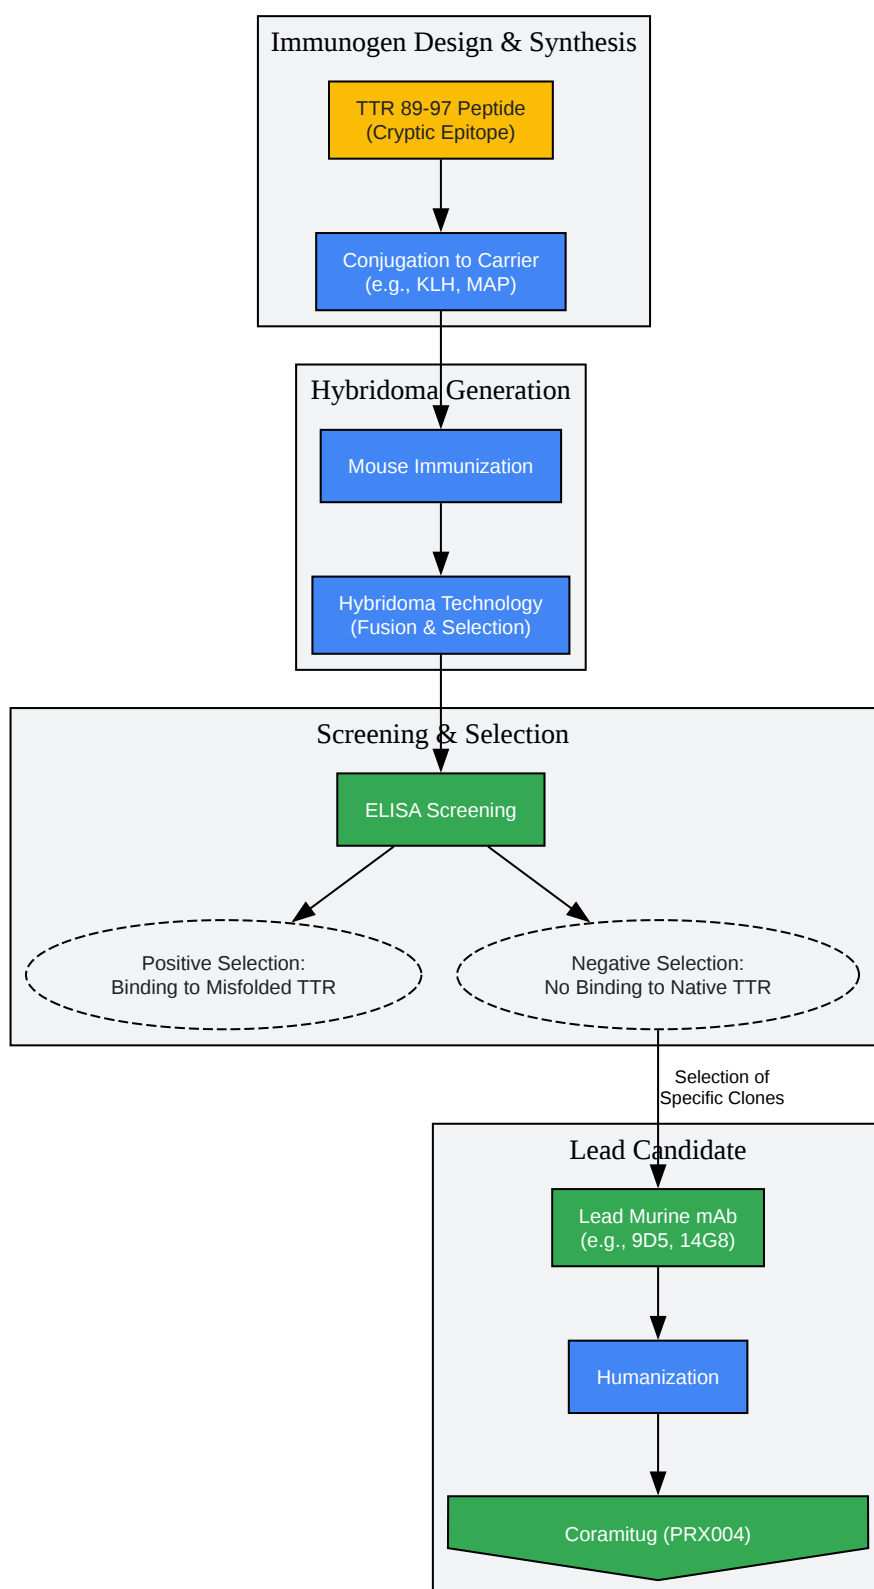 Immunogen Design & Synthesis
TTR 89-97 Peptide
(Cryptic Epitope)
Conjugation to Carrier
(e.g., KLH, MAP)
Hybridoma Generation
Mouse Immunization
Hybridoma Technology
(Fusion & Selection)
Screening & Selection
ELISA Screening
Positive Selection:
Binding to Misfolded TTR
Negative Selection:
No Binding to Native TTR
Selection of
Specific Clones
Lead Candidate
Lead Murine mAb
(e.g., 9D5, 14G8)
Humanization
Coramitug (PRX004)